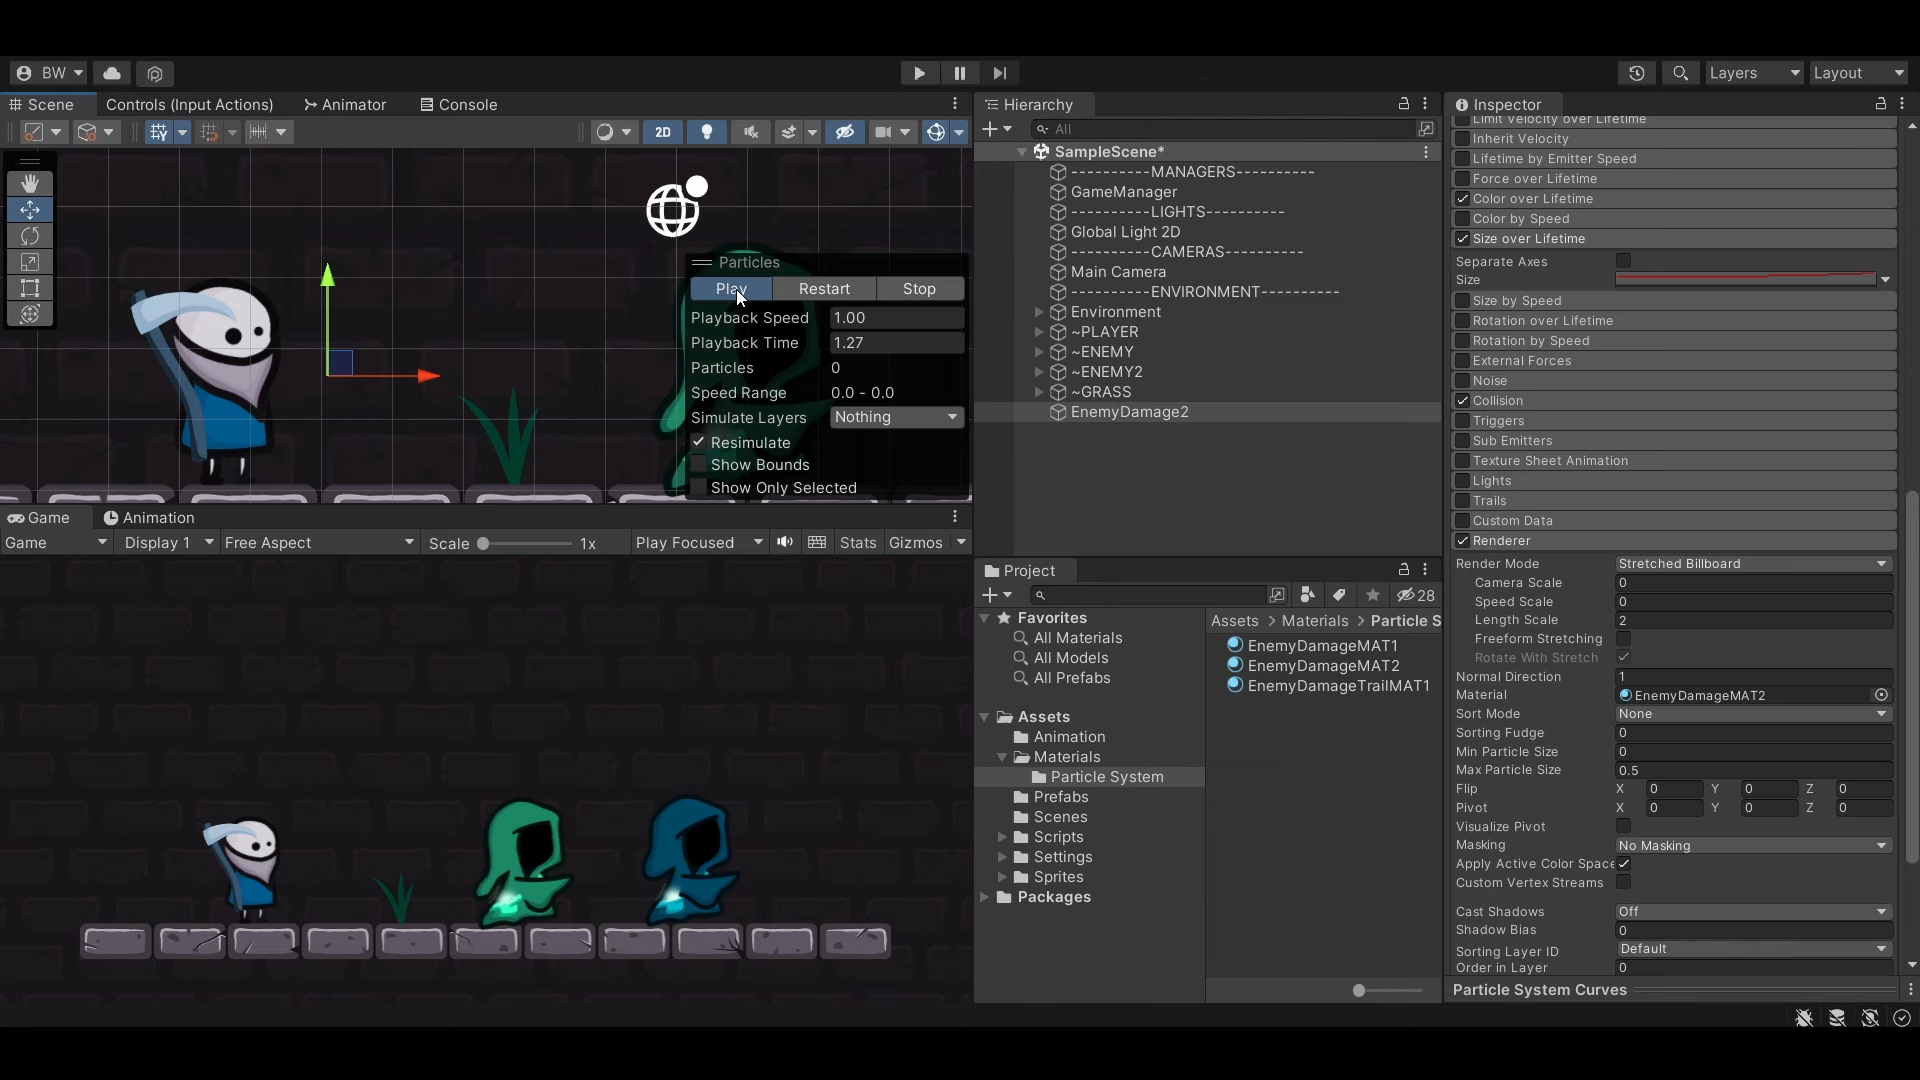 BW
Layers
Layout
Scene
Controls (Input Actions)
Animator
Console
2D
Particles
Play
Restart
Stop
Playback Speed
1.00
Playback Time
1.27
Particles
0
Speed Range
0.0 - 0.0
Simulate Layers
Nothing
Resimulate
Show Bounds
Show Only Selected
Game
Animation
Game
Display 1
Free Aspect
Scale
1x
Play Focused
Stats
Gizmos
Hierarchy
All
SampleScene*
----------MANAGERS----------
GameManager
----------LIGHTS----------
Global Light 2D
----------CAMERAS----------
Main Camera
----------ENVIRONMENT----------
Environment
~PLAYER
~ENEMY
~ENEMY2
~GRASS
EnemyDamage2
Project
28
Favorites
All Materials
All Models
All Prefabs
Assets
Animation
Materials
Particle System
Prefabs
Scenes
Scripts
Settings
Sprites
Packages
Assets > Materials > Particle S
EnemyDamageMAT1
EnemyDamageMAT2
EnemyDamageTrailMAT1
Inspector
Limit Velocity over Lifetime
Inherit Velocity
Lifetime by Emitter Speed
Force over Lifetime
Color over Lifetime
Color by Speed
Size over Lifetime
Separate Axes
Size
Size by Speed
Rotation over Lifetime
Rotation by Speed
External Forces
Noise
Collision
Triggers
Sub Emitters
Texture Sheet Animation
Lights
Trails
Custom Data
Renderer
Render Mode
Stretched Billboard
Camera Scale
0
Speed Scale
0
Length Scale
2
Freeform Stretching
Rotate With Stretch
Normal Direction
1
Material
EnemyDamageMAT2
Sort Mode
None
Sorting Fudge
0
Min Particle Size
0
Max Particle Size
0.5
Flip
X 0 Y 0 Z 0
Pivot
X 0 Y 0 Z 0
Visualize Pivot
Masking
No Masking
Apply Active Color Space
Custom Vertex Streams
Cast Shadows
Off
Shadow Bias
0
Sorting Layer ID
Default
Order in Layer
0
Particle System Curves